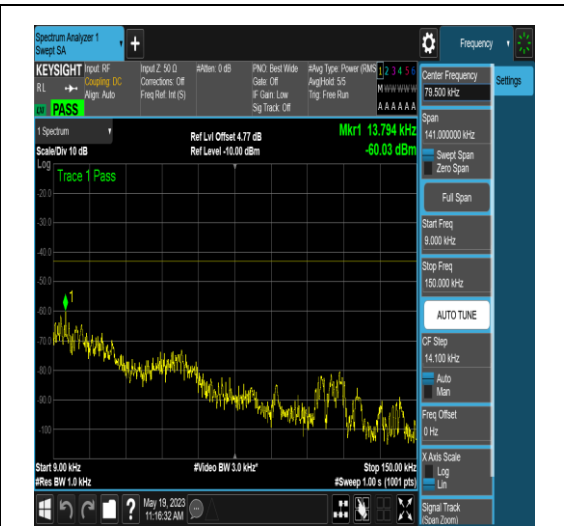 Spectrum Analyzer 1
Swept SA
+
Frequency
KEYSIGHT
RL
PASS
Input: RF
Coupling: DC
Align: Auto
Input Z: 50 Ω
Corrections: Off
Freq Ref: Int (S)
#Atten: 0 dB
PNO: Best Wide
Gate: Off
IF Gain: Low
Sig Track: Off
#Avg Type: Power (RMS)
Avg|Hold: 5/5
Trig: Free Run
1 2 3 4 5 6
M W W W W W
A A A A A A
1 Spectrum
Scale/Div 10 dB
Ref Lvl Offset 4.77 dB
Ref Level -10.00 dBm
Mkr1 13.794 kHz
-60.03 dBm
Log
Trace 1 Pass
-20.0
-30.0
-40.0
-50.0
1
-60.0
-70.0
-80.0
-90.0
-100
Start 9.00 kHz
#Res BW 1.0 kHz
#Video BW 3.0 kHz*
Stop 150.00 kHz
#Sweep 1.00 s (1001 pts)
Center Frequency
79.500 kHz
Settings
Span
141.000000 kHz
Swept Span
Zero Span
Full Span
Start Freq
9.000 kHz
Stop Freq
150.000 kHz
AUTO TUNE
CF Step
14.100 kHz
Auto
Man
Freq Offset
0 Hz
X Axis Scale
Log
Lin
Signal Track
(Span Zoom)
?
May 19, 2023
11:16:32 AM